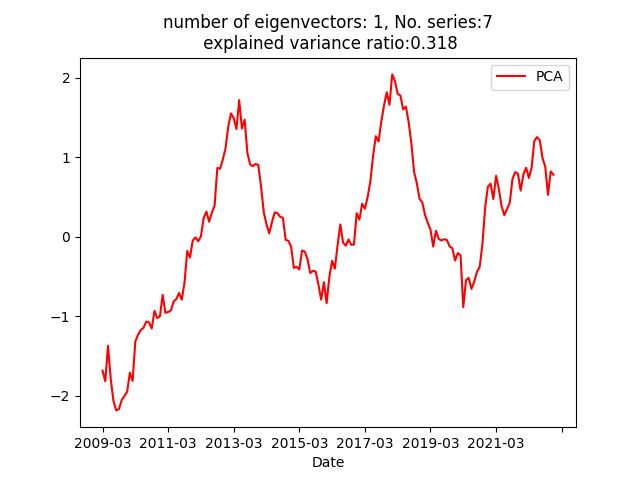 number of eigenvectors: 1, No. series:7
explained variance ratio:0.318
PCA
2
1
0
−1
−2
2009-03 2011-03 2013-03 2015-03 2017-03 2019-03 2021-03
Date